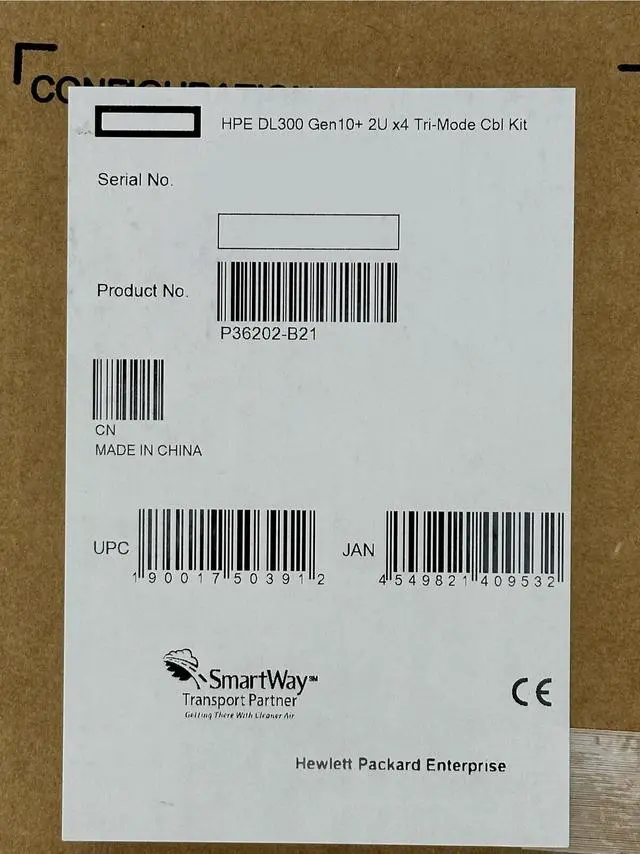 HPE DL300 Gen10+ 2U x4 Tri-Mode Cbl Kit
Serial No.
Product No.
P36202-B21
CN
MADE IN CHINA
UPC
1 90017 50391 2
JAN
4 549821 409532
SmartWay℠
Transport Partner
Getting There With Cleaner Air
CE
Hewlett Packard Enterprise